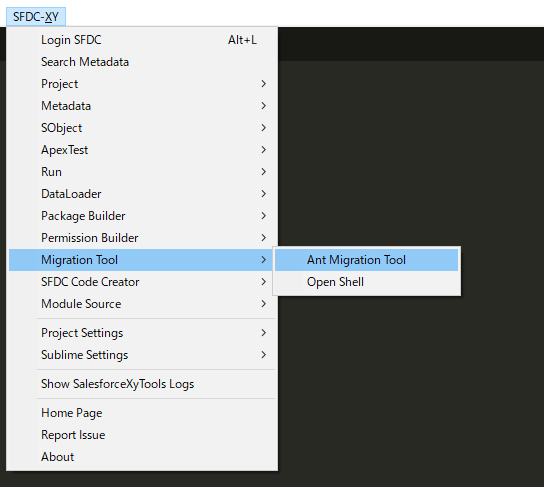 SFDC-XY
Login SFDC Alt+L
Search Metadata
Project
Metadata
SObject
ApexTest
Run
DataLoader
Package Builder
Permission Builder
Migration Tool
Ant Migration Tool
Open Shell
SFDC Code Creator
Module Source
Project Settings
Sublime Settings
Show SalesforceXyTools Logs
Home Page
Report Issue
About